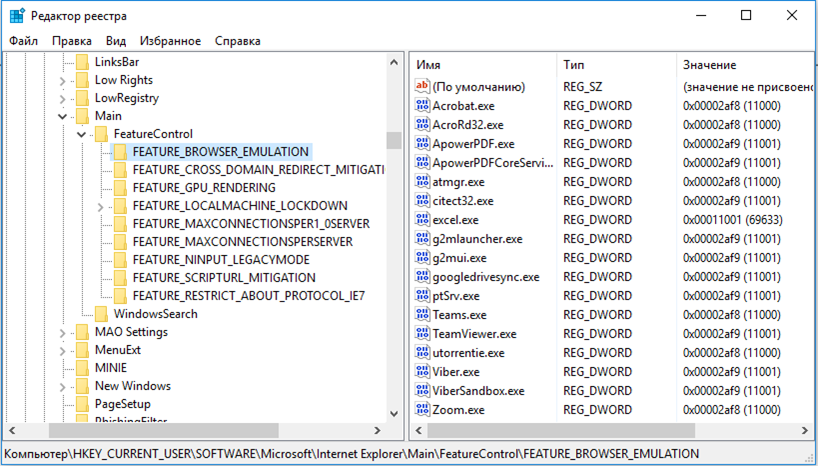 Редактор реестра
Файл Правка Вид Избранное Справка
LinksBar
Low Rights
LowRegistry
Main
FeatureControl
FEATURE_BROWSER_EMULATION
FEATURE_CROSS_DOMAIN_REDIRECT_MITIGATI
FEATURE_GPU_RENDERING
FEATURE_LOCALMACHINE_LOCKDOWN
FEATURE_MAXCONNECTIONSPER1_0SERVER
FEATURE_MAXCONNECTIONSPERSERVER
FEATURE_NINPUT_LEGACYMODE
FEATURE_SCRIPTURL_MITIGATION
FEATURE_RESTRICT_ABOUT_PROTOCOL_IE7
WindowsSearch
MAO Settings
MenuExt
MINIE
New Windows
PageSetup
PhishingFilter
Имя Тип Значение
(По умолчанию) REG_SZ (значение не присвоено
Acrobat.exe REG_DWORD 0x00002af8 (11000)
AcroRd32.exe REG_DWORD 0x00002af8 (11000)
ApowerPDF.exe REG_DWORD 0x00002af9 (11001)
ApowerPDFCoreServi... REG_DWORD 0x00002af9 (11001)
atmgr.exe REG_DWORD 0x00002af8 (11000)
citect32.exe REG_DWORD 0x00002af9 (11001)
excel.exe REG_DWORD 0x00011001 (69633)
g2mlauncher.exe REG_DWORD 0x00002af9 (11001)
g2mui.exe REG_DWORD 0x00002af9 (11001)
googledrivesync.exe REG_DWORD 0x00002af9 (11001)
ptSrv.exe REG_DWORD 0x00002af9 (11001)
Teams.exe REG_DWORD 0x00002af8 (11000)
TeamViewer.exe REG_DWORD 0x00002af9 (11001)
utorrentie.exe REG_DWORD 0x00002af8 (11000)
Viber.exe REG_DWORD 0x00002af9 (11001)
ViberSandbox.exe REG_DWORD 0x00002af9 (11001)
Zoom.exe REG_DWORD 0x00002af8 (11000)
Компьютер\HKEY_CURRENT_USER\SOFTWARE\Microsoft\Internet Explorer\Main\FeatureControl\FEATURE_BROWSER_EMULATION